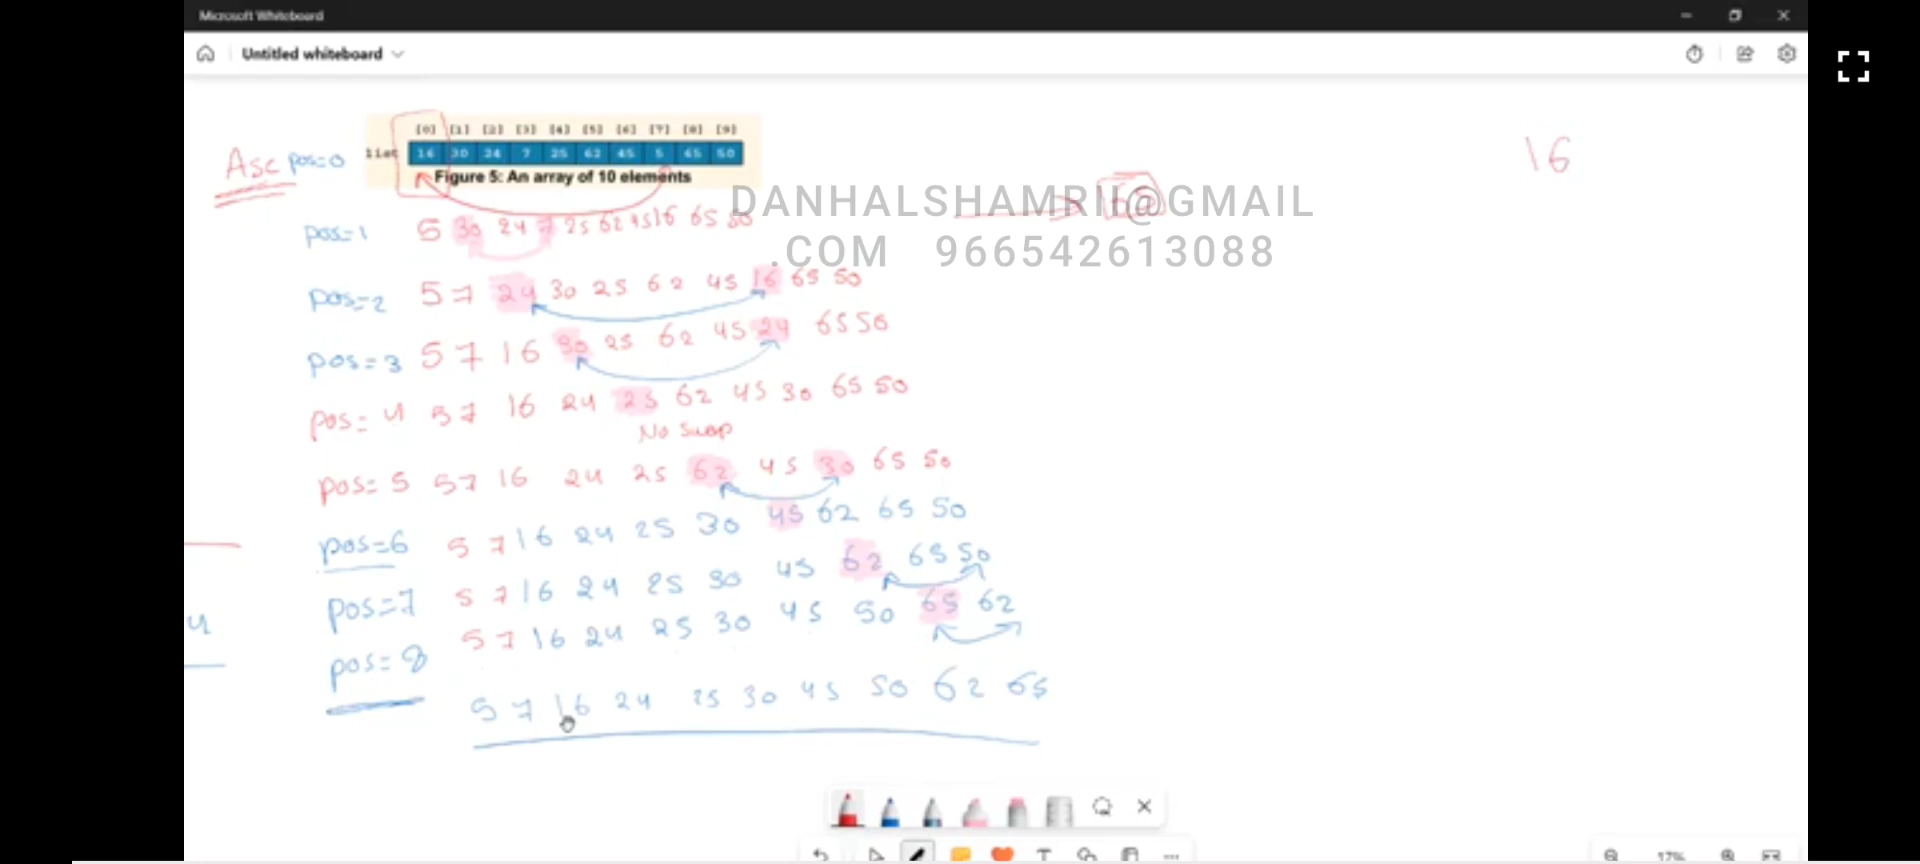 Microsoft Whiteboard
Untitled whiteboard
[0] [1] [2] [3] [4] [5] [6] [7] [8] [9]
Asc pos=0 list 16 30 24 7 25 62 45 5 65 50
16
Figure 5: An array of 10 elements
DANHALSHAMRII@GMAIL
.COM 966542613088
pos=1 5 30 24 7 25 62 45 16 65 50
pos=2 5 7 24 30 25 62 45 16 65 50
pos=3 5 7 16 30 25 62 45 24 65 50
pos=4 5 7 16 24 25 62 45 30 65 50
No Swap
pos=5 5 7 16 24 25 62 45 30 65 50
pos=6 5 7 16 24 25 30 45 62 65 50
pos=7 5 7 16 24 25 30 45 62 65 50
4
pos=8 5 7 16 24 25 30 45 50 65 62
5 7 16 24 25 30 45 50 62 65
17%